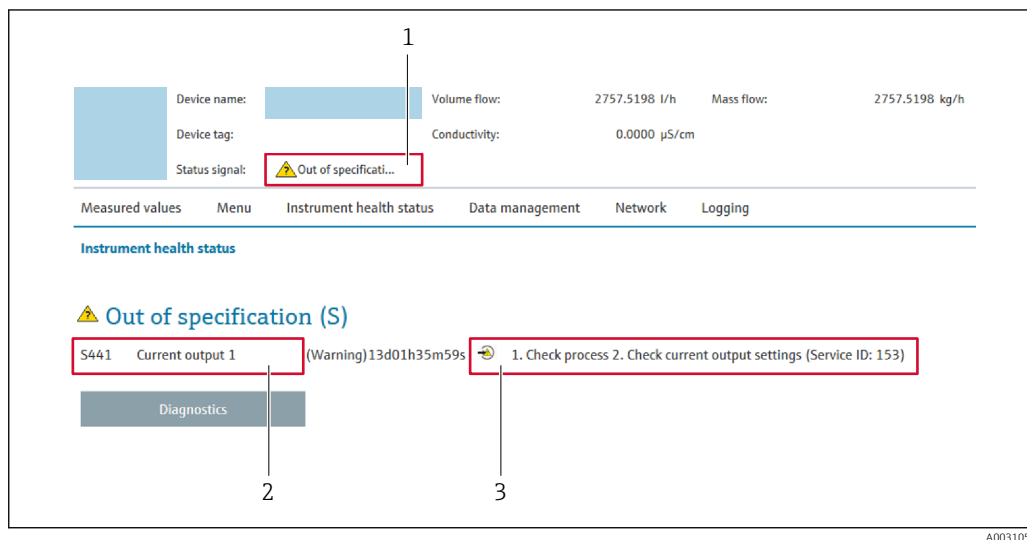 1
Device name: Volume flow: 2757.5198 l/h Mass flow: 2757.5198 kg/h
Device tag: Conductivity: 0.0000 µS/cm
Status signal: Out of specificati...
Measured values Menu Instrument health status Data management Network Logging
Instrument health status
Out of specification (S)
S441 Current output 1 (Warning)13d01h35m59s 1. Check process 2. Check current output settings (Service ID: 153)
Diagnostics
2 3